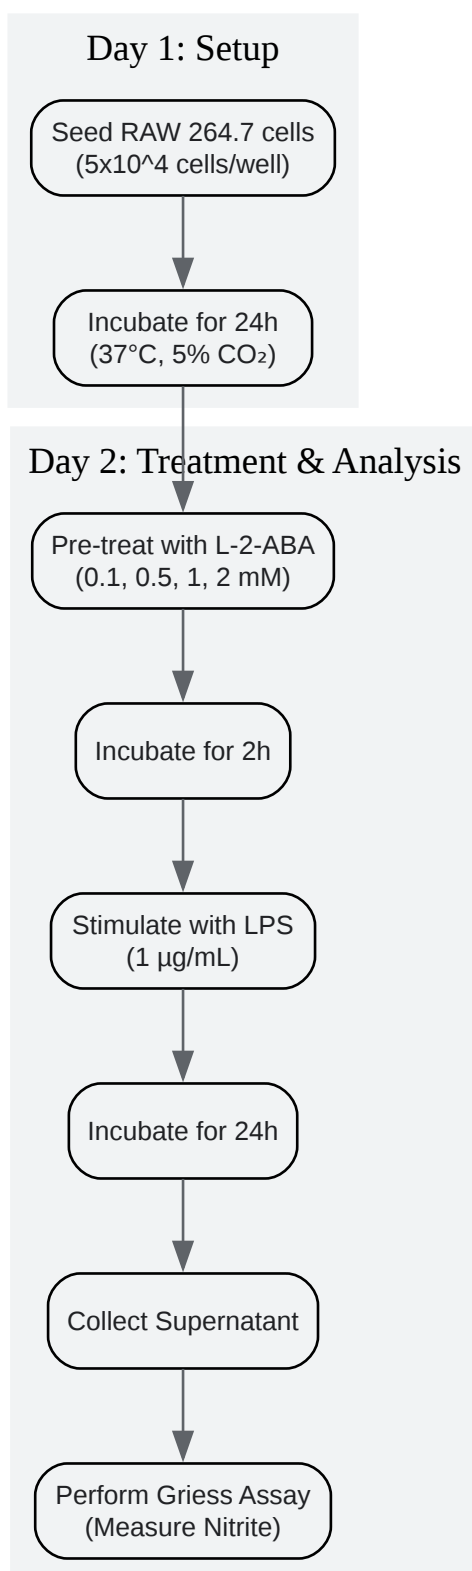 Day 1: Setup
Seed RAW 264.7 cells
(5x10^4 cells/well)
Incubate for 24h
(37°C, 5% CO₂)
Day 2: Treatment & Analysis
Pre-treat with L-2-ABA
(0.1, 0.5, 1, 2 mM)
Incubate for 2h
Stimulate with LPS
(1 µg/mL)
Incubate for 24h
Collect Supernatant
Perform Griess Assay
(Measure Nitrite)